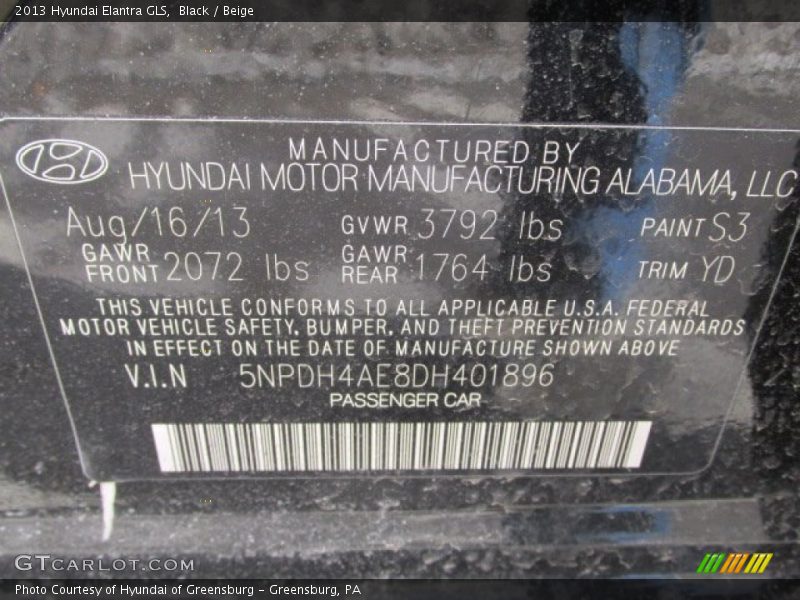 2013 Hyundai Elantra GLS,  Black / Beige
MANUFACTURED BY
HYUNDAI MOTOR MANUFACTURING ALABAMA, LLC
Aug/16/13 GVWR 3792 lbs PAINT S3
GAWR FRONT 2072 lbs GAWR REAR 1764 lbs TRIM YD
THIS VEHICLE CONFORMS TO ALL APPLICABLE U.S.A. FEDERAL
MOTOR VEHICLE SAFETY, BUMPER, AND THEFT PREVENTION STANDARDS
IN EFFECT ON THE DATE OF MANUFACTURE SHOWN ABOVE
V.I.N 5NPDH4AE8DH401896
PASSENGER CAR
GTCARLOT.COM
Photo Courtesy of Hyundai of Greensburg - Greensburg, PA